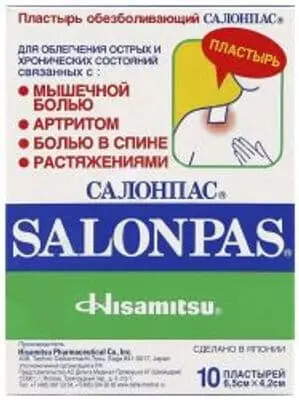 Пластырь обезболивающий САЛОНПАС®
ДЛЯ ОБЛЕГЧЕНИЯ ОСТРЫХ И
ХРОНИЧЕСКИХ СОСТОЯНИЙ
СВЯЗАННЫХ С :
ПЛАСТЫРЬ
• МЫШЕЧНОЙ
БОЛЬЮ
• АРТРИТОМ
• БОЛЬЮ В СПИНЕ
• РАСТЯЖЕНИЯМИ
САЛОНПАС®
SALONPAS®
Hisamitsu®
Производитель:
Hisamitsu Pharmaceutical Co., Inc.
СДЕЛАНО В ЯПОНИИ
10 ПЛАСТЫРЕЙ
6,5см X 4,2см